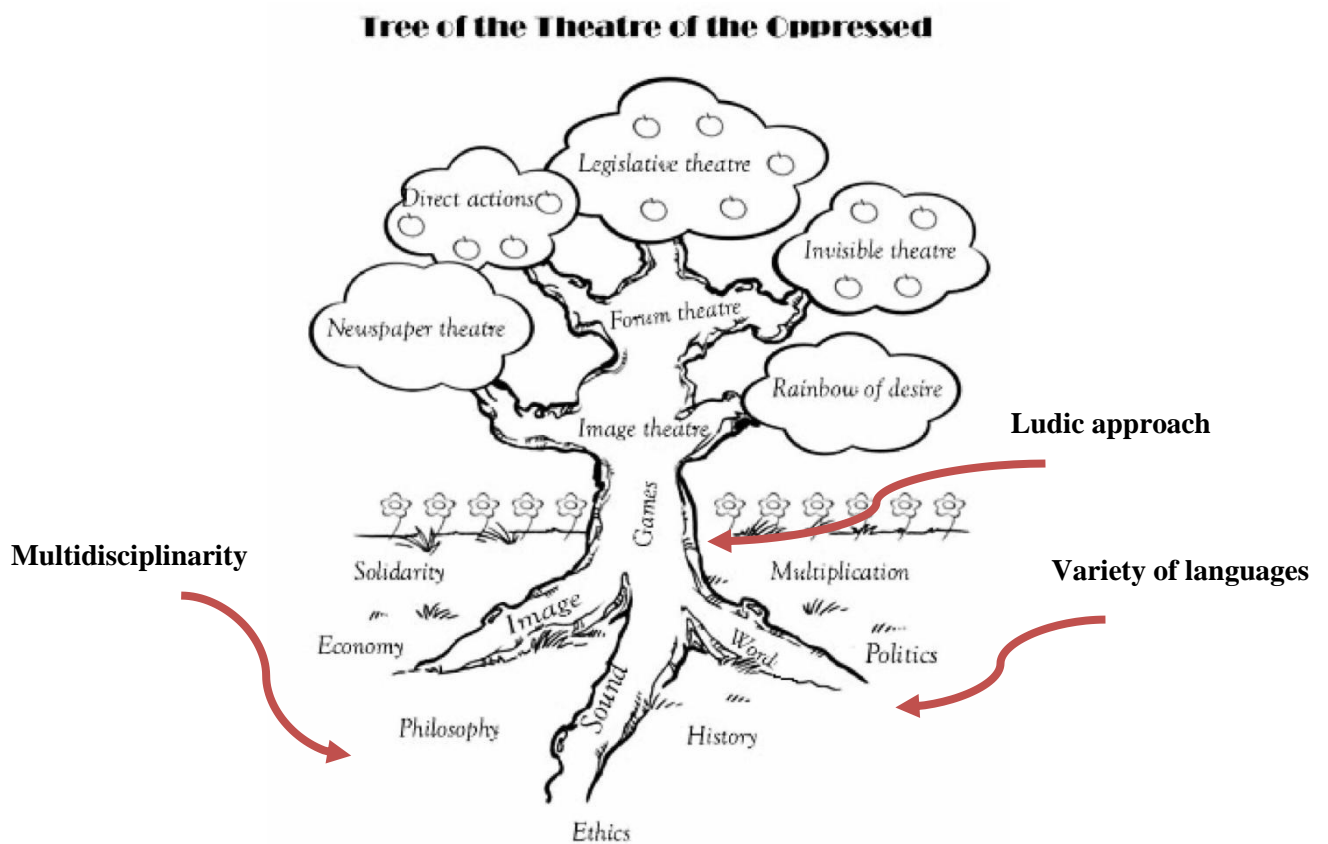 Tree of the Theatre of the Oppressed
Legislative theatre
Direct actions
Invisible theatre
Forum theatre
Newspaper theatre
Rainbow of desire
Image theatre
Ludic approach
Games
Multidisciplinarity
Solidarity
Multiplication
Variety of languages
Image
Economy
Word
Politics
Sound
Philosophy
History
Ethics